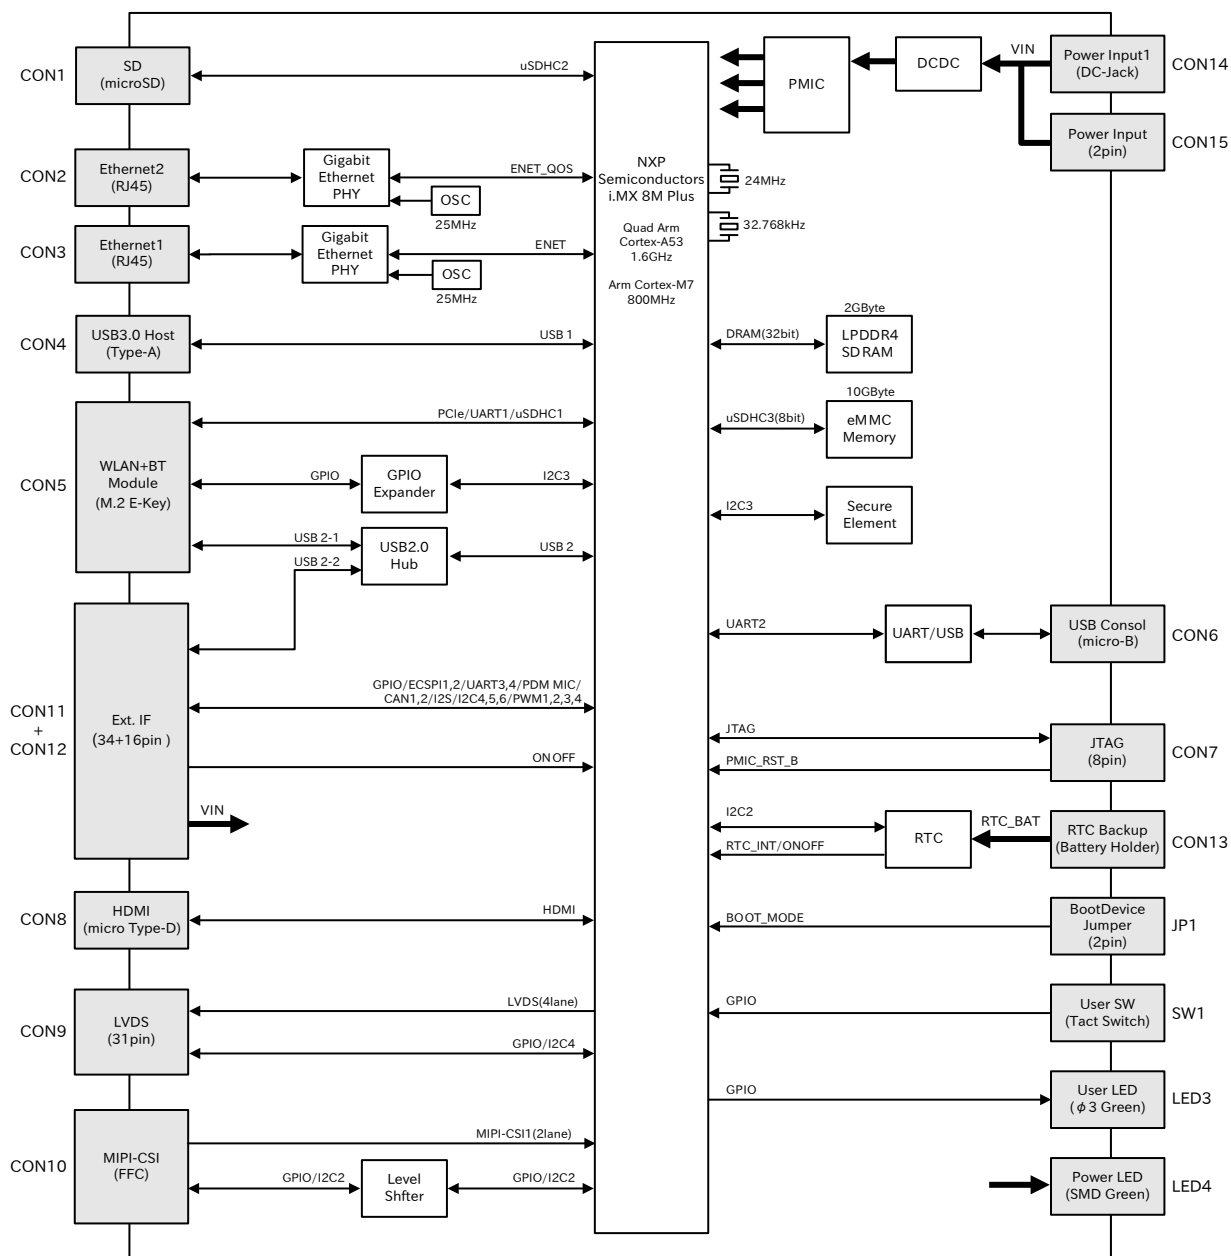 CON1
SD
(microSD)
uSDHC2
CON2
Ethernet2
(RJ45)
Gigabit
Ethernet
PHY
ENET_QOS
OSC
25MHz
CON3
Ethernet1
(RJ45)
Gigabit
Ethernet
PHY
ENET
OSC
25MHz
CON4
USB3.0 Host
(Type-A)
USB 1
CON5
WLAN+BT
Module
(M.2 E-Key)
PCIe/UART1/uSDHC1
GPIO
GPIO
Expander
I2C3
USB 2-1
USB 2-2
USB2.0
Hub
USB 2
CON11
+
CON12
Ext. IF
(34+16pin )
GPIO/ECSPI1,2/UART3,4/PDM MIC/
CAN1,2/I2S/I2C4,5,6/PWM1,2,3,4
ONOFF
VIN
CON8
HDMI
(micro Type-D)
HDMI
CON9
LVDS
(31pin)
LVDS(4lane)
GPIO/I2C4
CON10
MIPI-CSI
(FFC)
MIPI-CSI1(2lane)
GPIO/I2C2
Level
Shfter
GPIO/I2C2
NXP
Semiconductors
i.MX 8M Plus
Quad Arm
Cortex-A53
1.6GHz
Arm Cortex-M7
800MHz
PMIC
DCDC
VIN
Power Input1
(DC-Jack)
CON14
Power Input
(2pin)
CON15
24MHz
32.768kHz
2GByte
DRAM(32bit)
LPDDR4
SDRAM
10GByte
uSDHC3(8bit)
eMMC
Memory
I2C3
Secure
Element
UART2
UART/USB
USB Consol
(micro-B)
CON6
JTAG
PMIC_RST_B
JTAG
(8pin)
CON7
I2C2
RTC_INT/ONOFF
RTC
RTC_BAT
RTC Backup
(Battery Holder)
CON13
BOOT_MODE
BootDevice
Jumper
(2pin)
JP1
GPIO
User SW
(Tact Switch)
SW1
GPIO
User LED
(φ3 Green)
LED3
Power LED
(SMD Green)
LED4